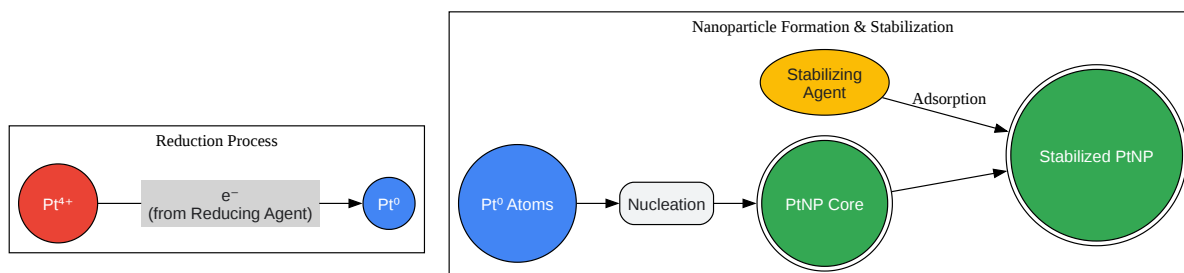 Reduction Process
Pt⁴⁺
e⁻
(from Reducing Agent)
Pt⁰
Nanoparticle Formation & Stabilization
Stabilizing
Agent
Adsorption
Stabilized PtNP
Pt⁰ Atoms
Nucleation
PtNP Core